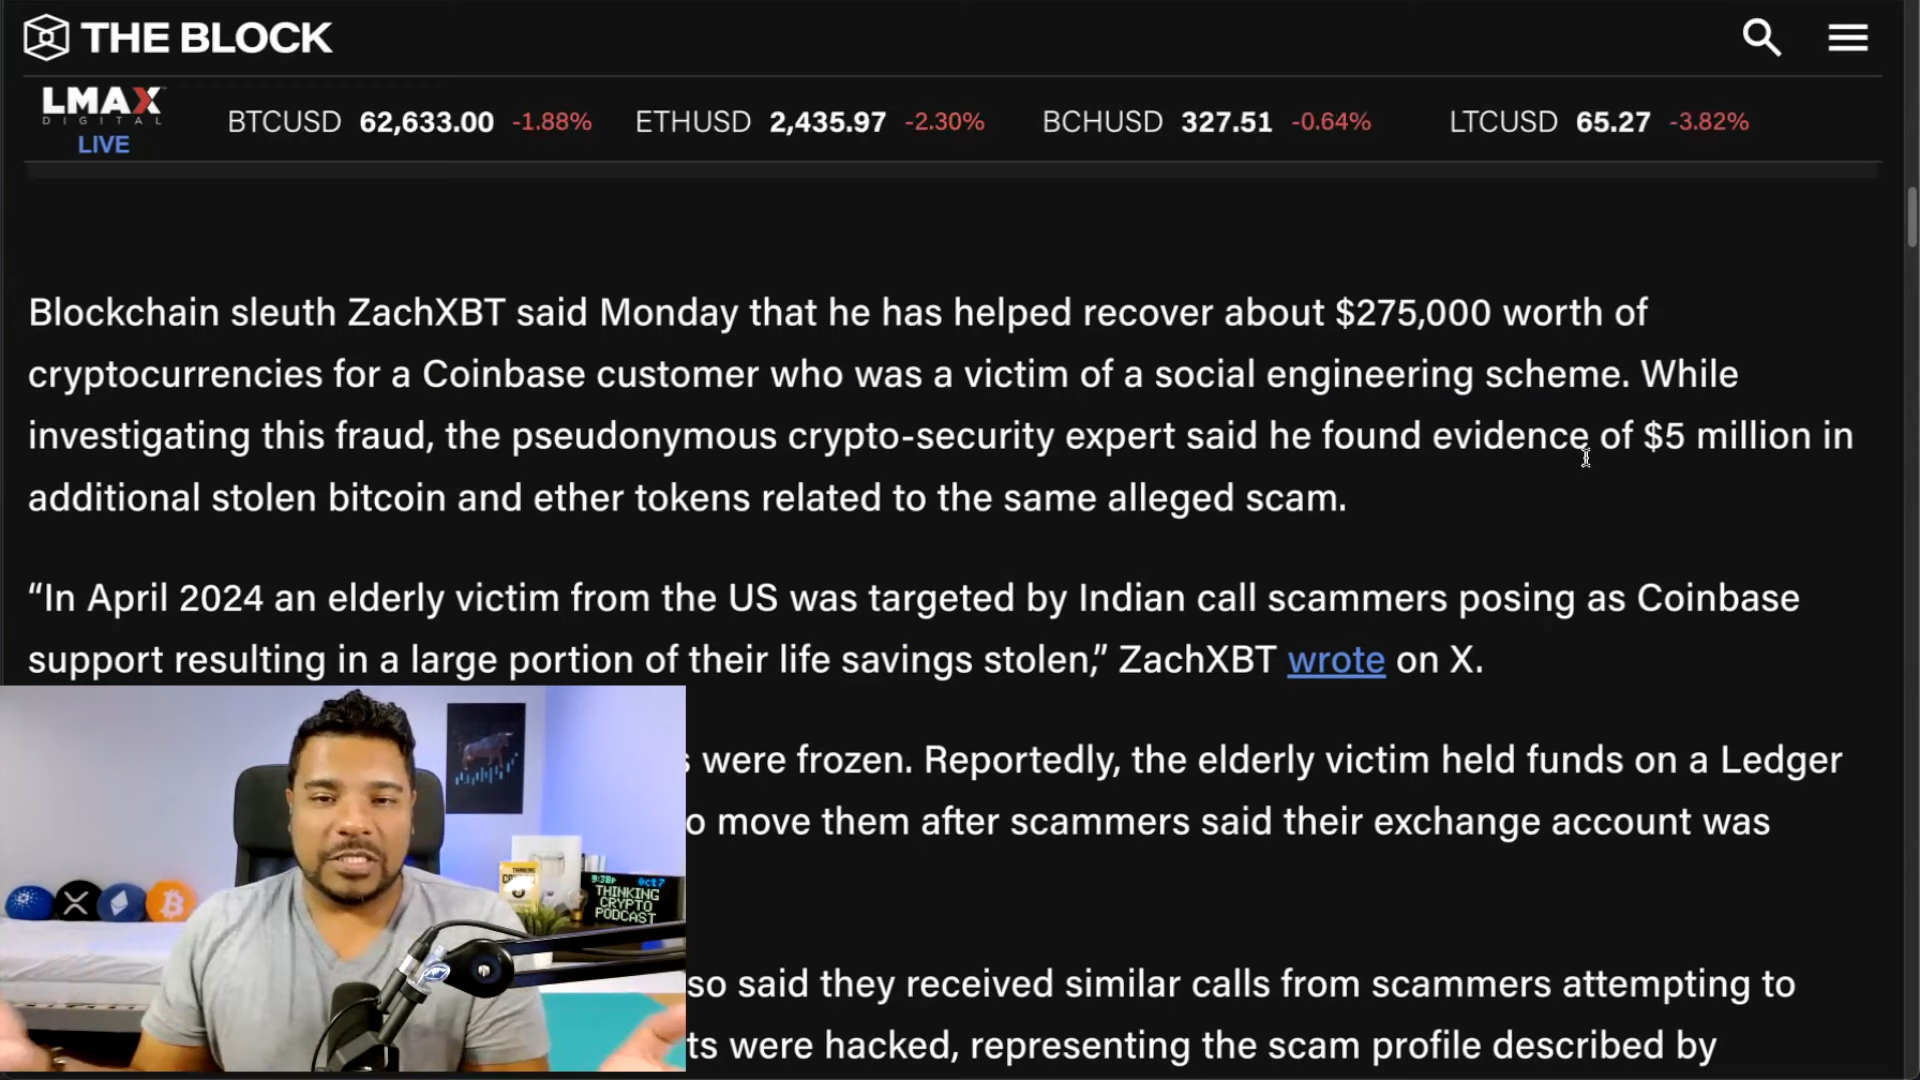 THE BLOCK
LMAX
DIGITAL
LIVE
BTCUSD 62,633.00 -1.88% ETHUSD 2,435.97 -2.30% BCHUSD 327.51 -0.64% LTCUSD 65.27 -3.82%
Blockchain sleuth ZachXBT said Monday that he has helped recover about $275,000 worth of
cryptocurrencies for a Coinbase customer who was a victim of a social engineering scheme. While
investigating this fraud, the pseudonymous crypto-security expert said he found evidence of $5 million in
additional stolen bitcoin and ether tokens related to the same alleged scam.
“In April 2024 an elderly victim from the US was targeted by Indian call scammers posing as Coinbase
support resulting in a large portion of their life savings stolen,” ZachXBT wrote on X.
s were frozen. Reportedly, the elderly victim held funds on a Ledger
o move them after scammers said their exchange account was
so said they received similar calls from scammers attempting to
ts were hacked, representing the scam profile described by
9:38p Oct7
THINKING
CRYPTO
PODCAST